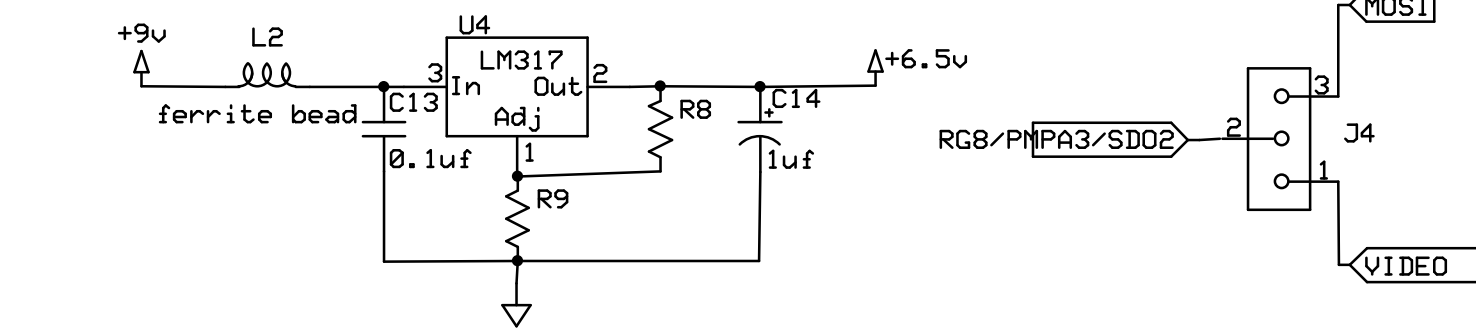 +9v
L2
ferrite bead
U4
LM317
3
In
Out
2
Adj
1
C13
0.1uf
R8
R9
C14
+
1uf
+6.5v
MOSI
RG8/PMPA3/SDO2
3
2
1
J4
VIDEO